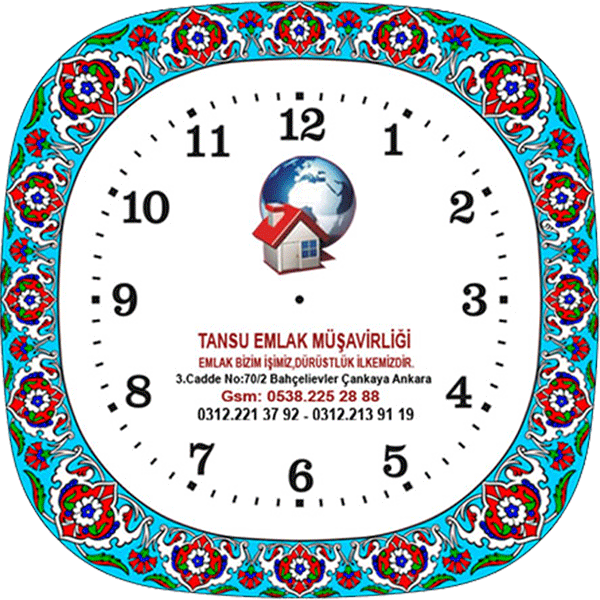 12
11
1
10
2
9
3
TANSU EMLAK MÜŞAVİRLİĞİ
EMLAK BİZİM İŞİMİZ,DÜRÜSTLÜK İLKEMİZDİR.
3.Cadde No:70/2 Bahçelievler Çankaya Ankara
Gsm: 0538.225 28 88
0312.221 37 92 - 0312.213 91 19
8
4
7
5
6